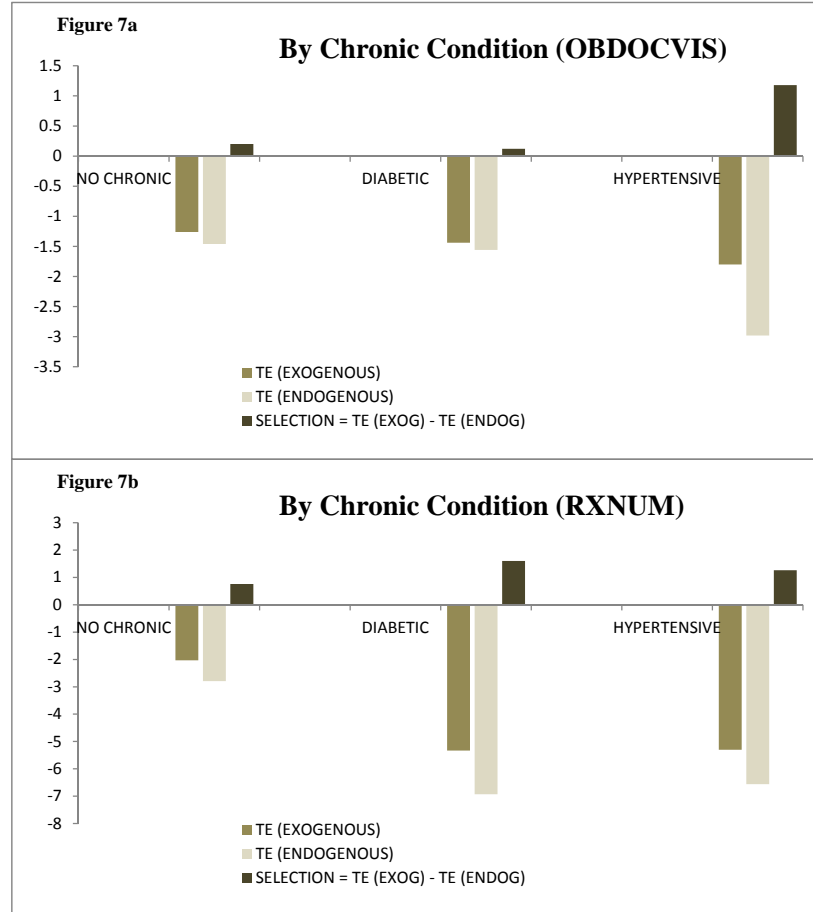 Figure 7a
By Chronic Condition (OBDOCVIS)
1.5
1
0.5
0
-0.5
-1
-1.5
-2
-2.5
-3
-3.5
NO CHRONIC
DIABETIC
HYPERTENSIVE
TE (EXOGENOUS)
TE (ENDOGENOUS)
SELECTION = TE (EXOG) - TE (ENDOG)
Figure 7b
By Chronic Condition (RXNUM)
3
2
1
0
-1
-2
-3
-4
-5
-6
-7
-8
NO CHRONIC
DIABETIC
HYPERTENSIVE
TE (EXOGENOUS)
TE (ENDOGENOUS)
SELECTION = TE (EXOG) - TE (ENDOG)